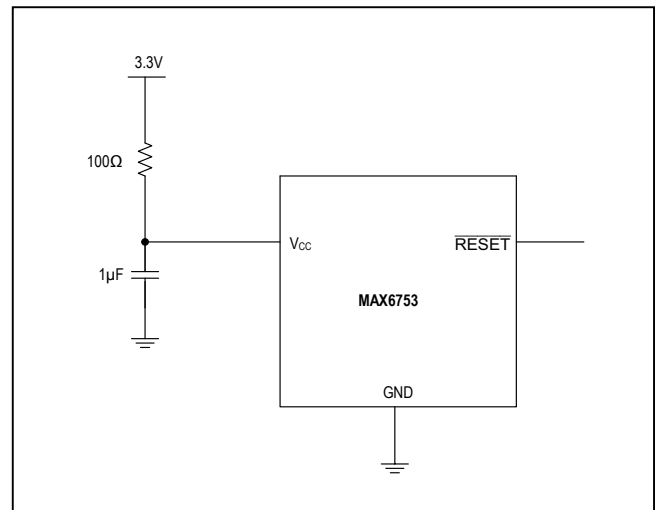 3.3V
100Ω
VCC
RESET
1µF
MAX6753
GND